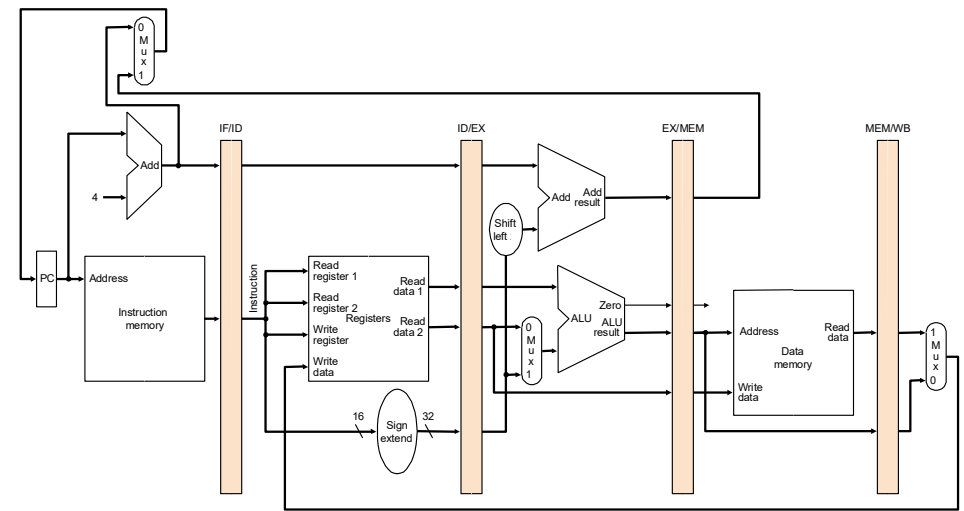 0
M
u
x
1
IF/ID
ID/EX
EX/MEM
MEM/WB
Add
4
Add
Add
result
Shift
left
PC
Address
Instruction
memory
Instruction
Read
register 1
Read
register 2
Write
register
Write
data
Registers
Read
data 1
Read
data 2
0
M
u
x
1
ALU
Zero
ALU
result
Address
Write
data
Data
memory
Read
data
1
M
u
x
0
16
Sign
extend
32